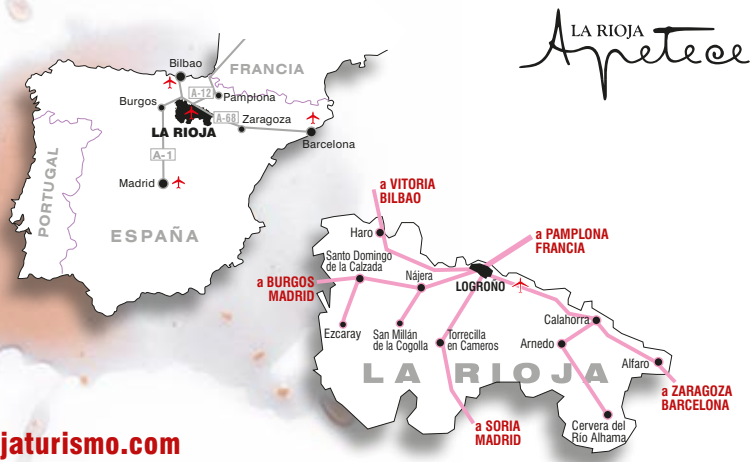 LA RIOJA
Apetece
Bilbao
FRANCIA
A-12
Pamplona
Burgos
LA RIOJA
A-68
Zaragoza
Barcelona
A-1
Madrid
PORTUGAL
ESPAÑA
a VITORIA
BILBAO
Haro
a PAMPLONA
FRANCIA
Santo Domingo
de la Calzada
Nájera
a BURGOS
MADRID
LOGROÑO
Calahorra
Ezcaray
San Millán
de la Cogolla
Torrecilla
en Cameros
Arnedo
Alfaro
LA RIOJA
a ZARAGOZA
BARCELONA
a SORIA
MADRID
Cervera del
Río Alhama
jaturismo.com